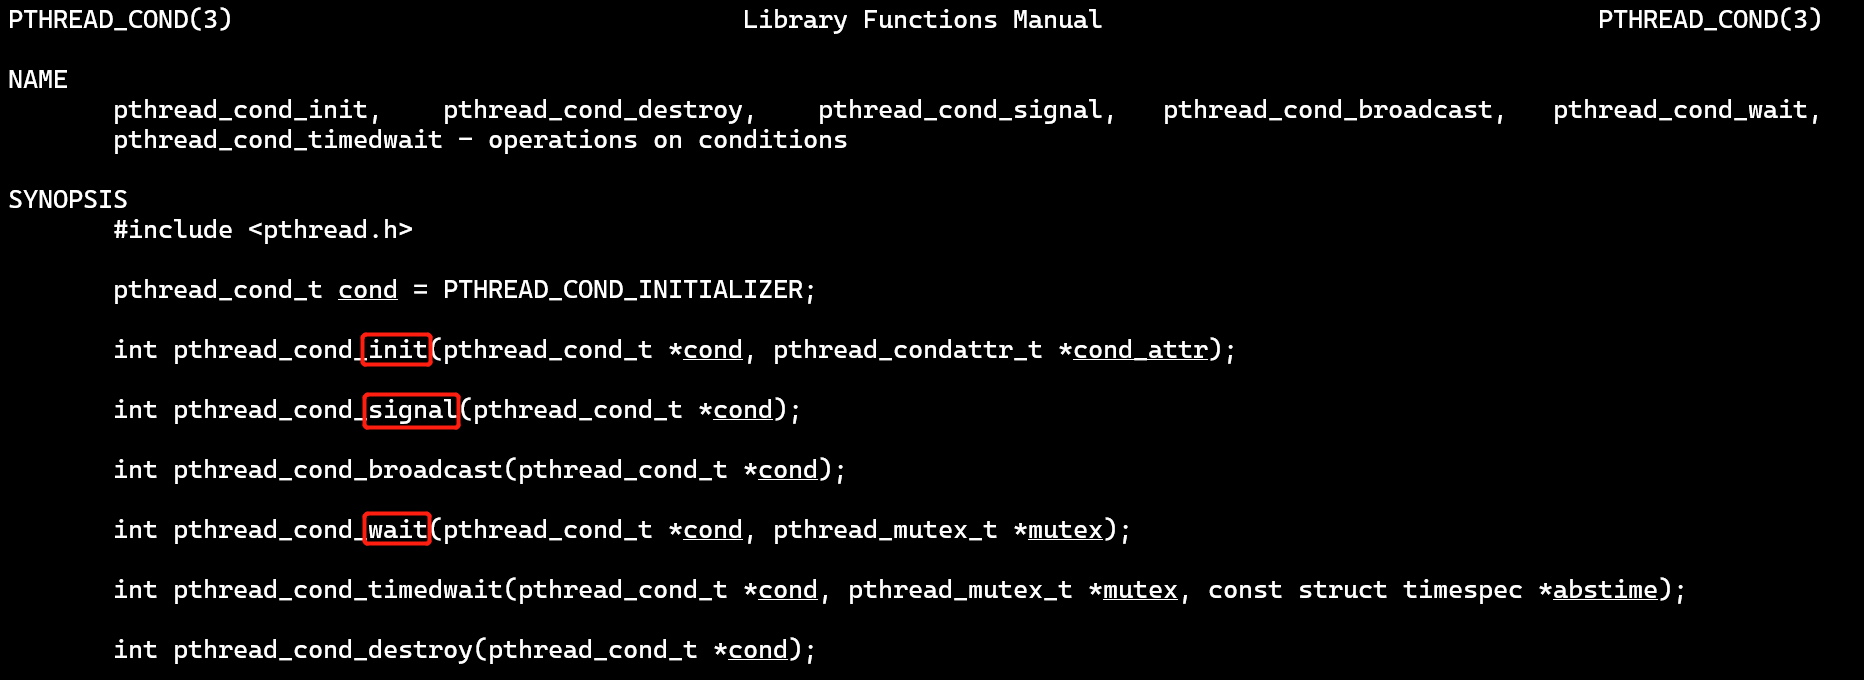 PTHREAD_COND(3) Library Functions Manual PTHREAD_COND(3)
NAME
pthread_cond_init, pthread_cond_destroy, pthread_cond_signal, pthread_cond_broadcast, pthread_cond_wait,
pthread_cond_timedwait − operations on conditions
SYNOPSIS
#include <pthread.h>
pthread_cond_t cond = PTHREAD_COND_INITIALIZER;
int pthread_cond_init(pthread_cond_t *cond, pthread_condattr_t *cond_attr);
int pthread_cond_signal(pthread_cond_t *cond);
int pthread_cond_broadcast(pthread_cond_t *cond);
int pthread_cond_wait(pthread_cond_t *cond, pthread_mutex_t *mutex);
int pthread_cond_timedwait(pthread_cond_t *cond, pthread_mutex_t *mutex, const struct timespec *abstime);
int pthread_cond_destroy(pthread_cond_t *cond);